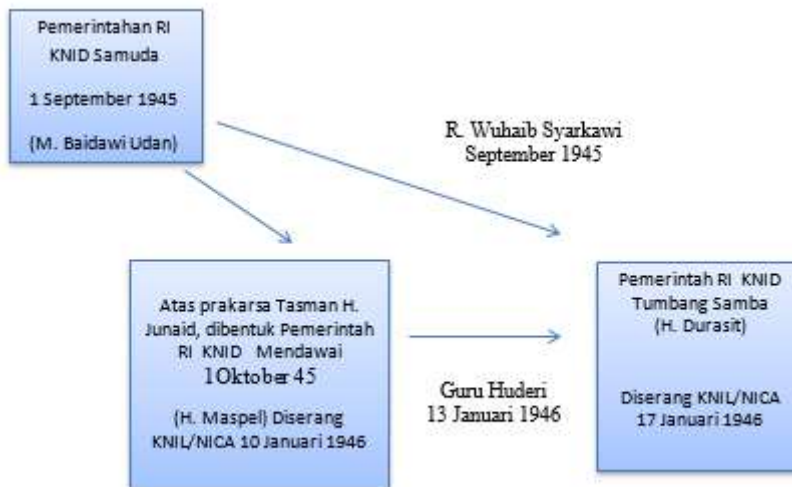 Pemerintahan RI
KNID Samuda
1 September 1945
(M. Baidawi Udan)
R. Wuhaib Syarkawi
September 1945
Atas prakarsa Tasman H.
Junaid, dibentuk Pemerintah
RI KNID Mendawai
1Oktober 45
(H. Maspel) Diserang
KNIL/NICA 10 Januari 1946
Guru Huderi
13 Januari 1946
Pemerintah RI KNID
Tumbang Samba
(H. Durasit)
Diserang KNIL/NICA
17 Januari 1946